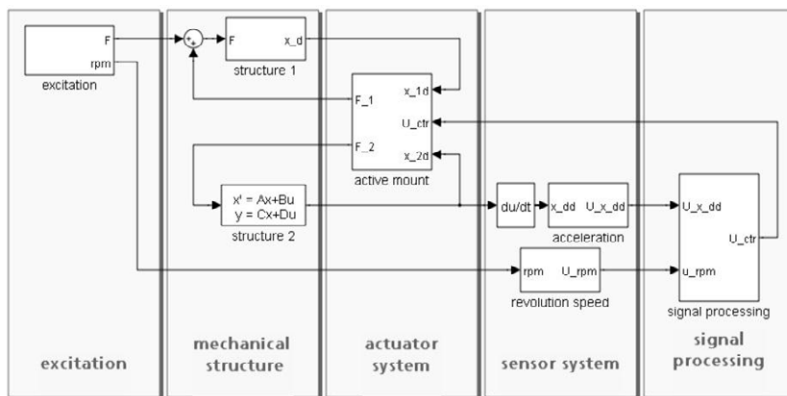 F
rpm
excitation
F
x_d
structure 1
x_1d
F_1
U_ctr
F_2
x_2d
active mount
x' = Ax+Bu
y = Cx+Du
structure 2
du/dt
x_dd
U_x_dd
acceleration
rpm
U_rpm
revolution speed
U_x_dd
U_ctr
u_rpm
signal processing
excitation
mechanical
structure
actuator
system
sensor system
signal
processing